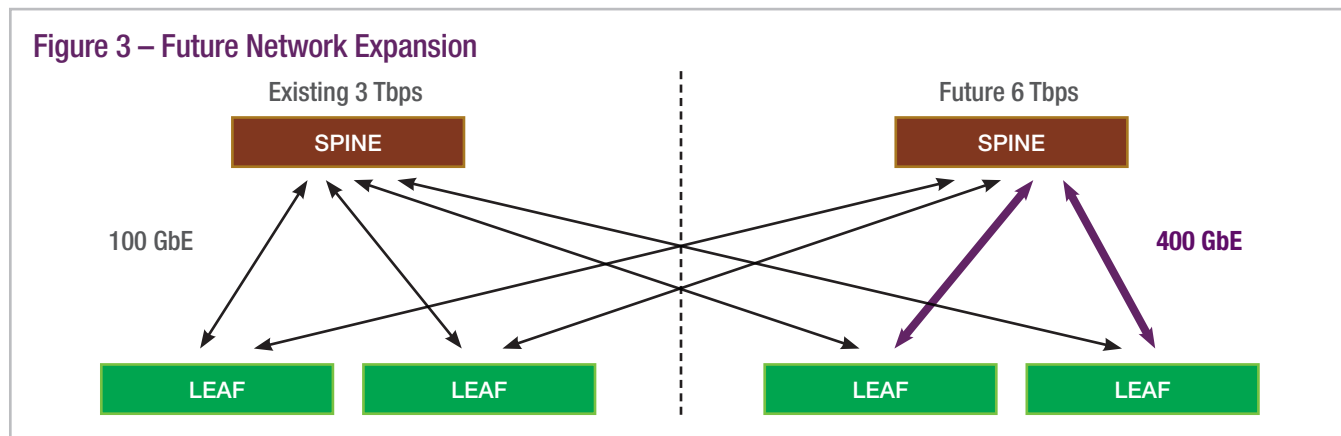 Figure 3 – Future Network Expansion
Existing 3 Tbps
Future 6 Tbps
SPINE
SPINE
100 GbE
400 GbE
LEAF
LEAF
LEAF
LEAF